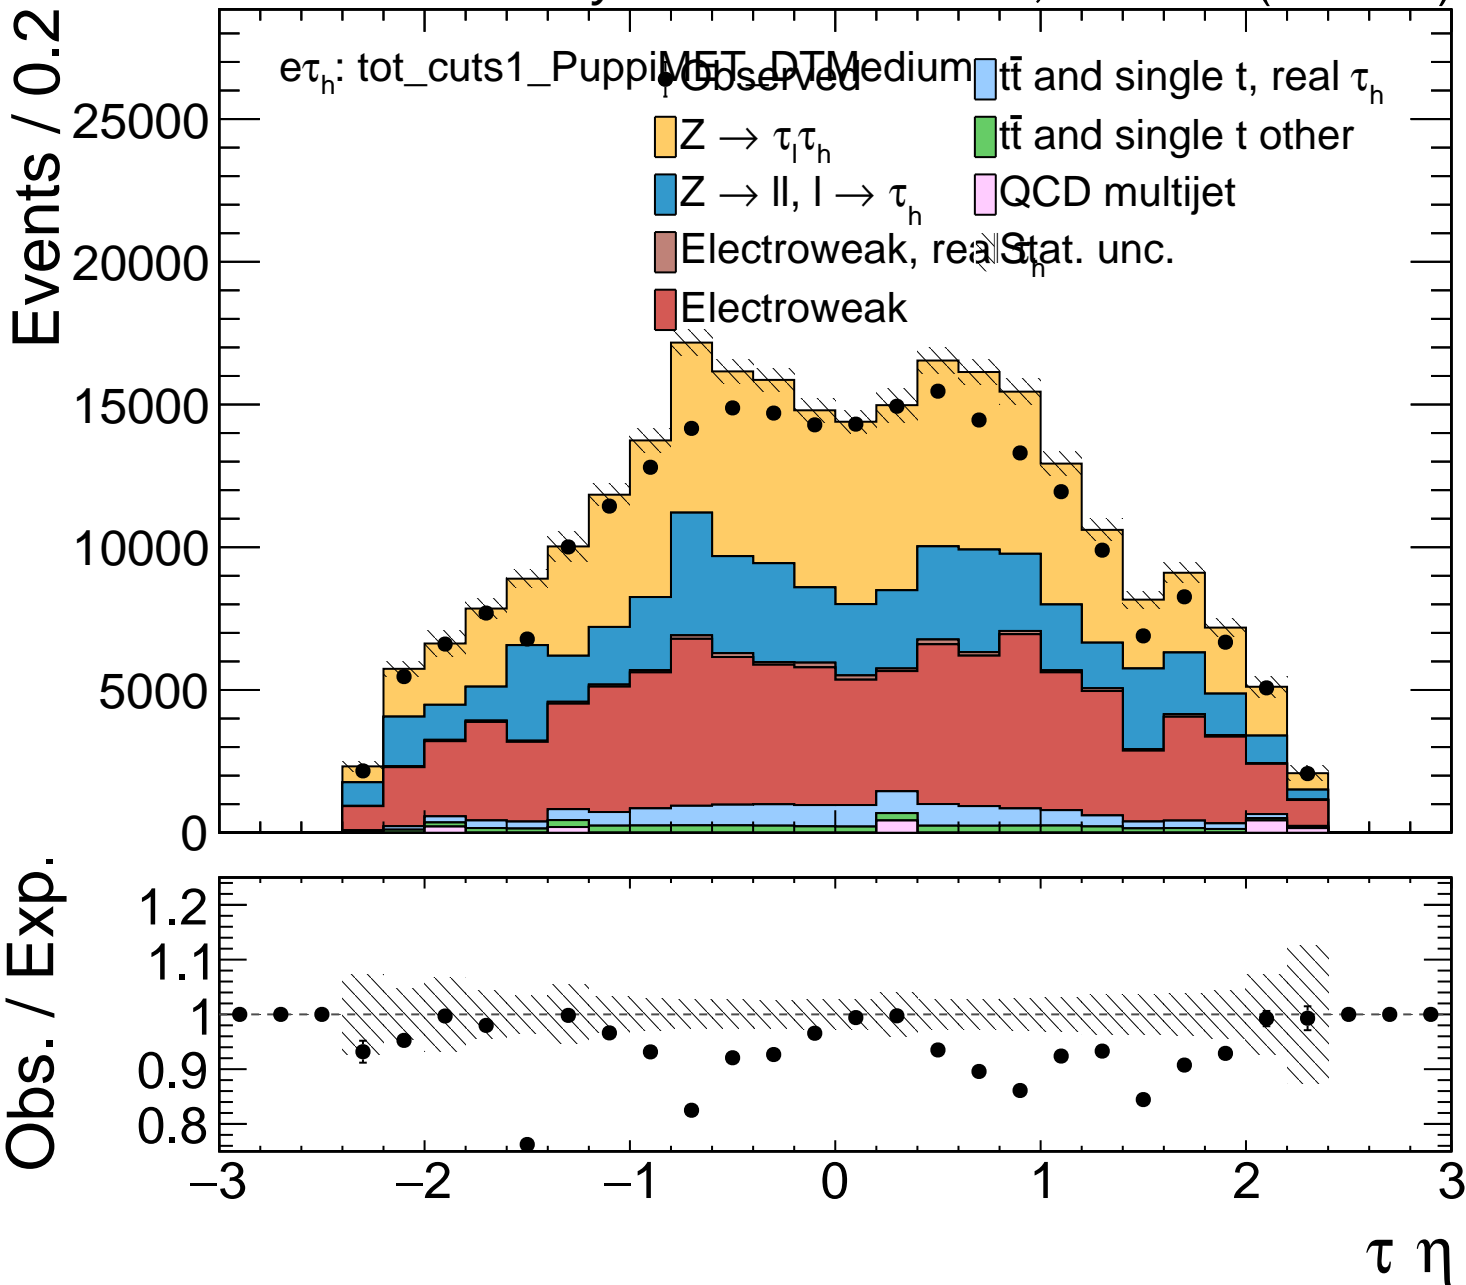 eτh: tot_cuts1_PuppiMET_DTMedium
Observed
Z → τlτh
Z → ll, l → τh
Electroweak, real τh
Electroweak
tt̄ and single t, real τh
tt̄ and single t other
QCD multijet
Stat. unc.
Events / 0.2
25000
20000
15000
10000
5000
0
Obs. / Exp.
1.2
1.1
1
0.9
0.8
−3 −2 −1 0 1 2 3
τ η